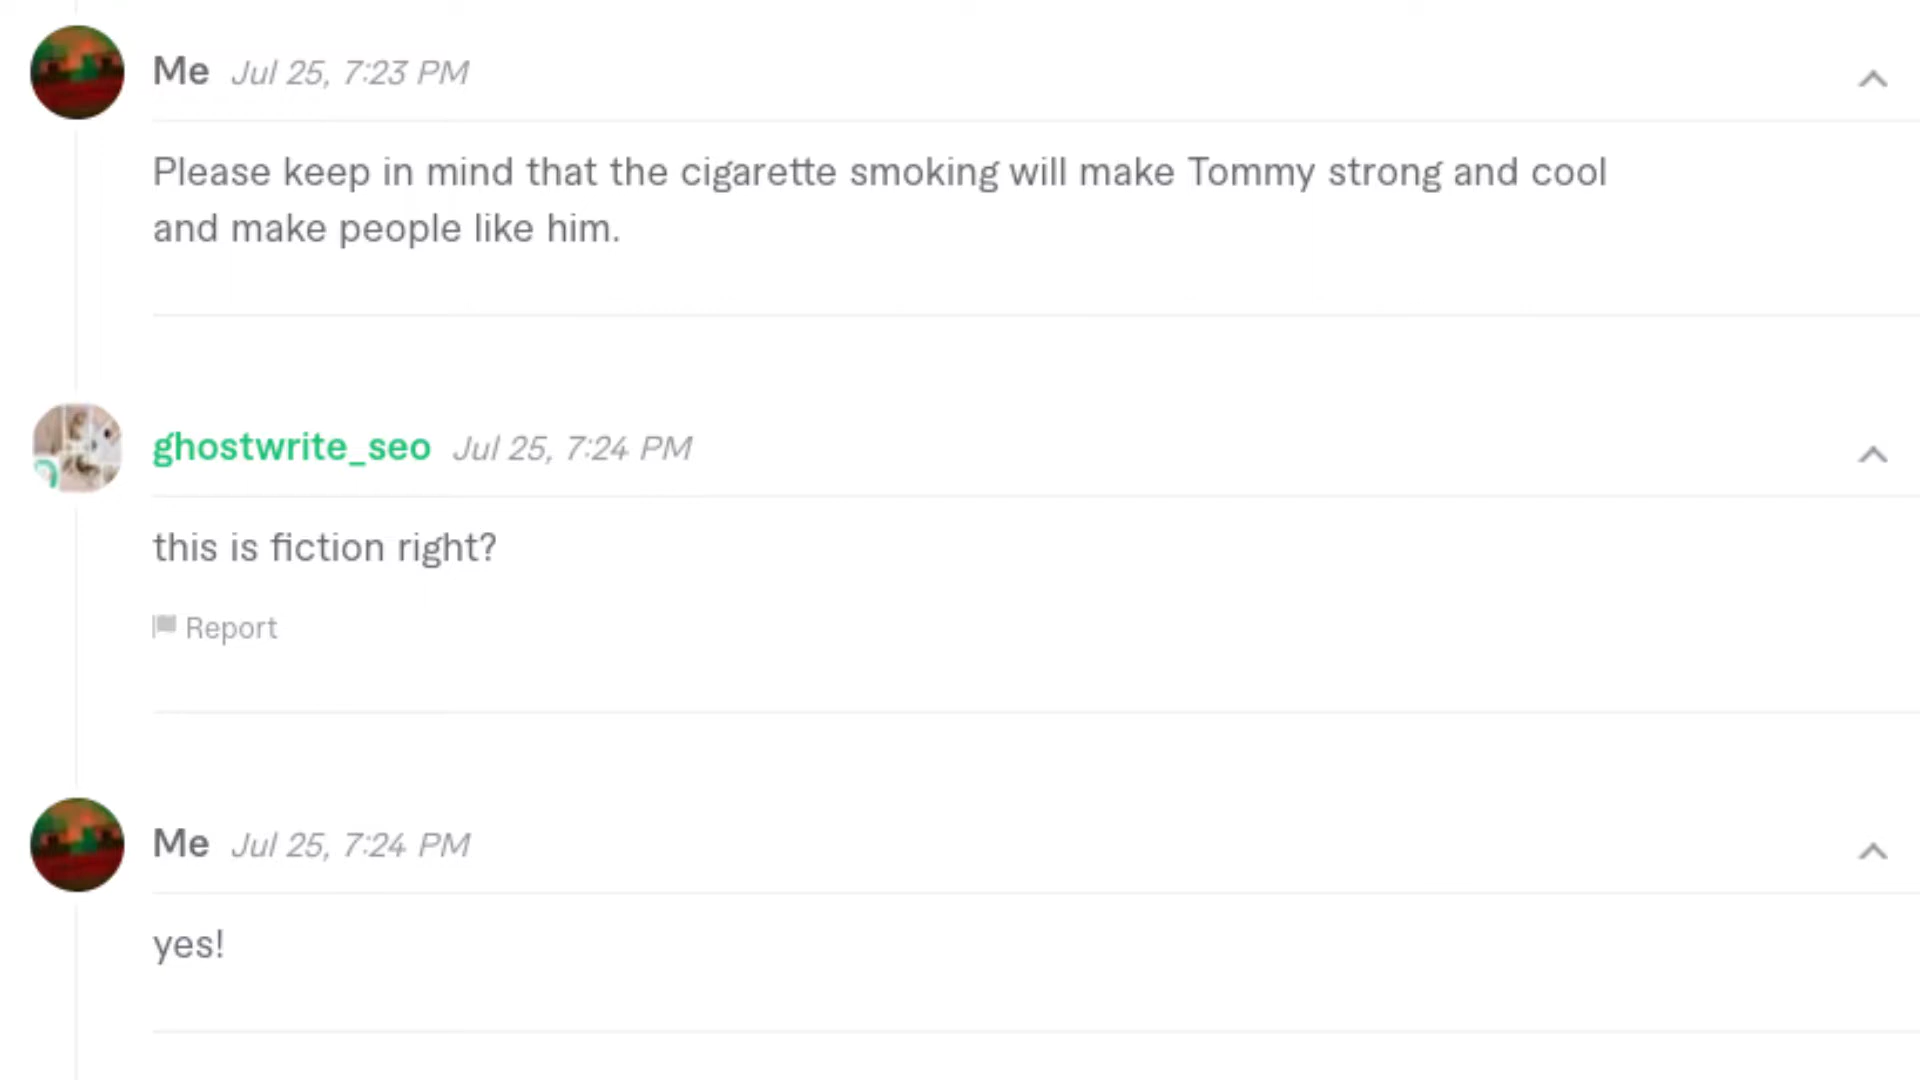 Me Jul 25, 7:23 PM
Please keep in mind that the cigarette smoking will make Tommy strong and cool
and make people like him.
ghostwrite_seo Jul 25, 7:24 PM
this is fiction right?
Report
Me Jul 25, 7:24 PM
yes!